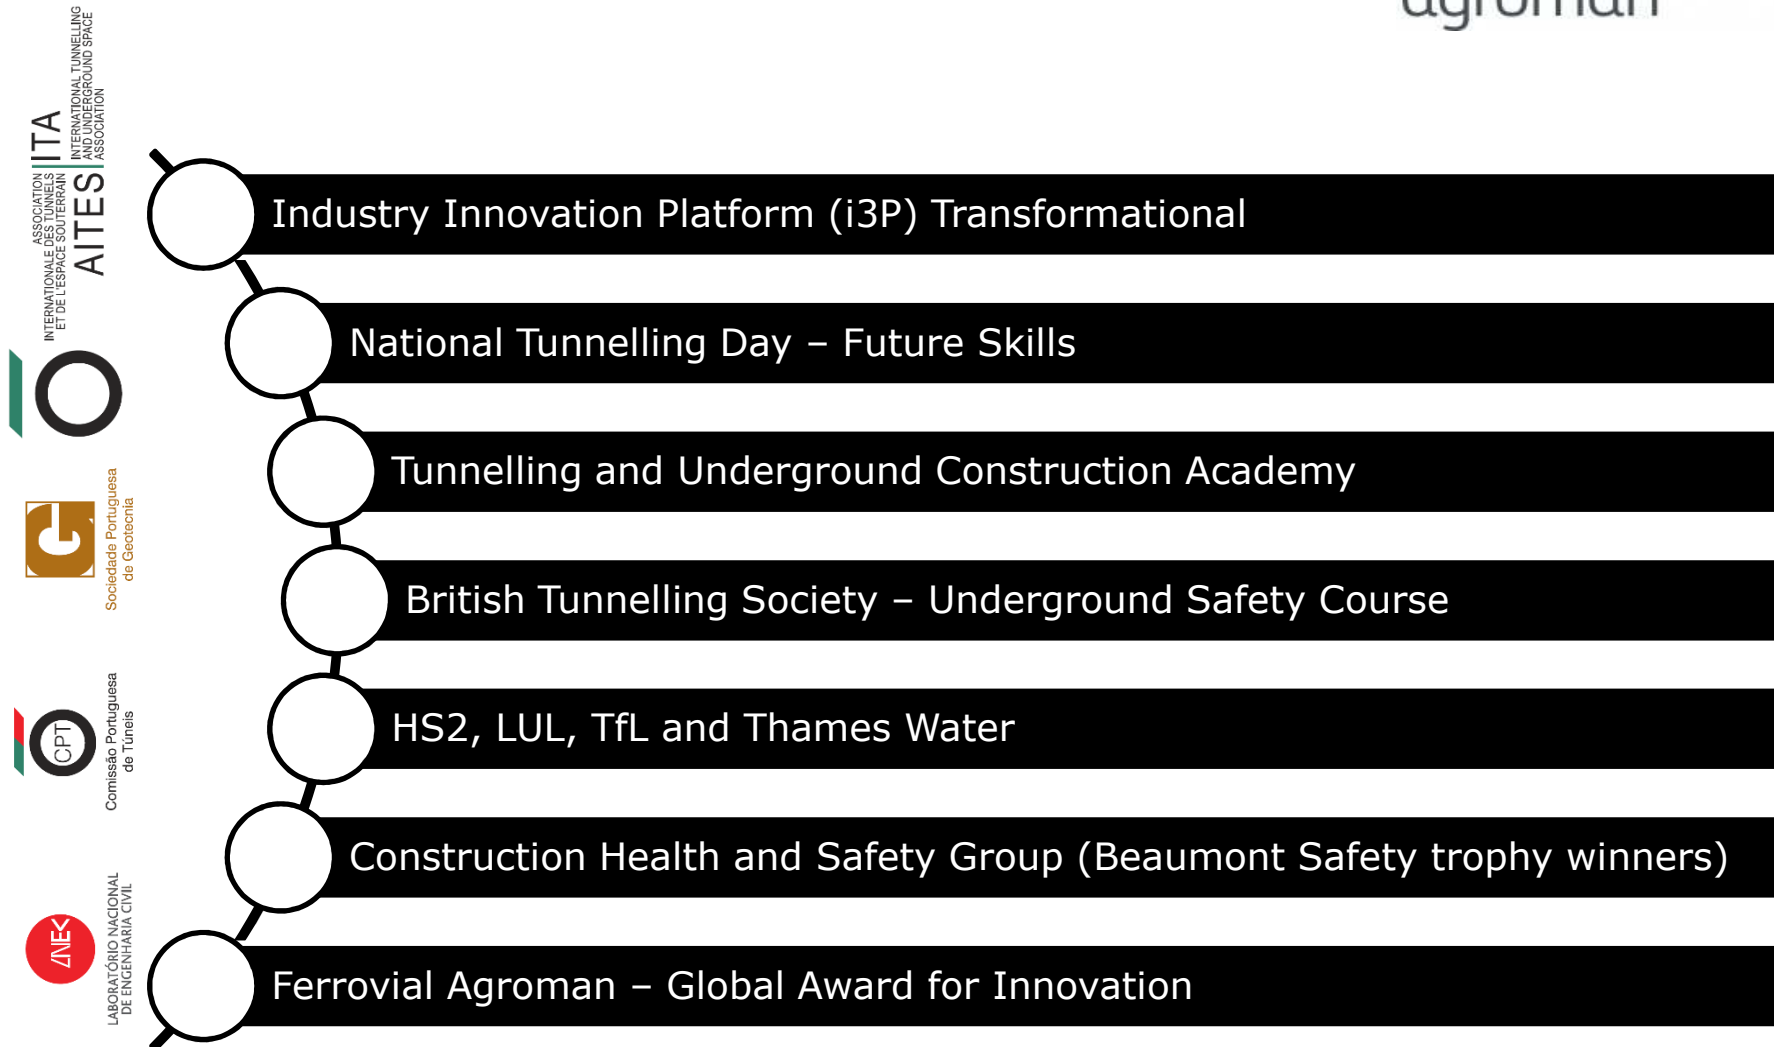 agroman
ASSOCIATION
INTERNATIONALE DES TUNNELS
ET DE L'ESPACE SOUTERRAIN
AITES
ITA
INTERNATIONAL TUNNELLING
AND UNDERGROUND SPACE
ASSOCIATION
G
Sociedade Portuguesa
de Geotecnia
CPT
Comissão Portuguesa
de Túneis
LNEC
LABORATÓRIO NACIONAL
DE ENGENHARIA CIVIL
Industry Innovation Platform (i3P) Transformational
National Tunnelling Day – Future Skills
Tunnelling and Underground Construction Academy
British Tunnelling Society – Underground Safety Course
HS2, LUL, TfL and Thames Water
Construction Health and Safety Group (Beaumont Safety trophy winners)
Ferrovial Agroman – Global Award for Innovation